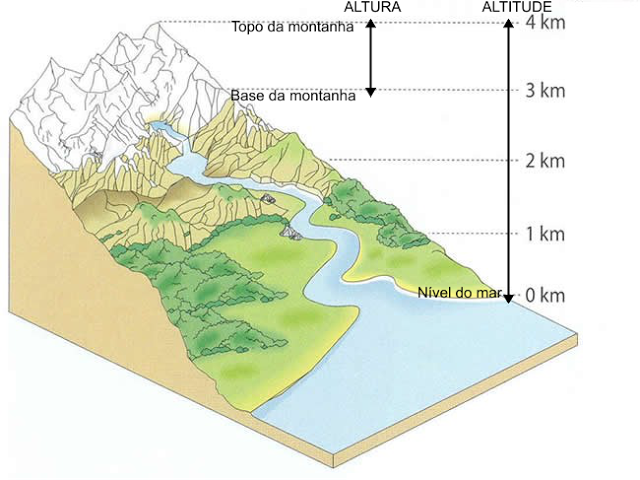 ALTURA
ALTITUDE
Topo da montanha
4 km
Base da montanha
3 km
2 km
1 km
Nível do mar
0 km